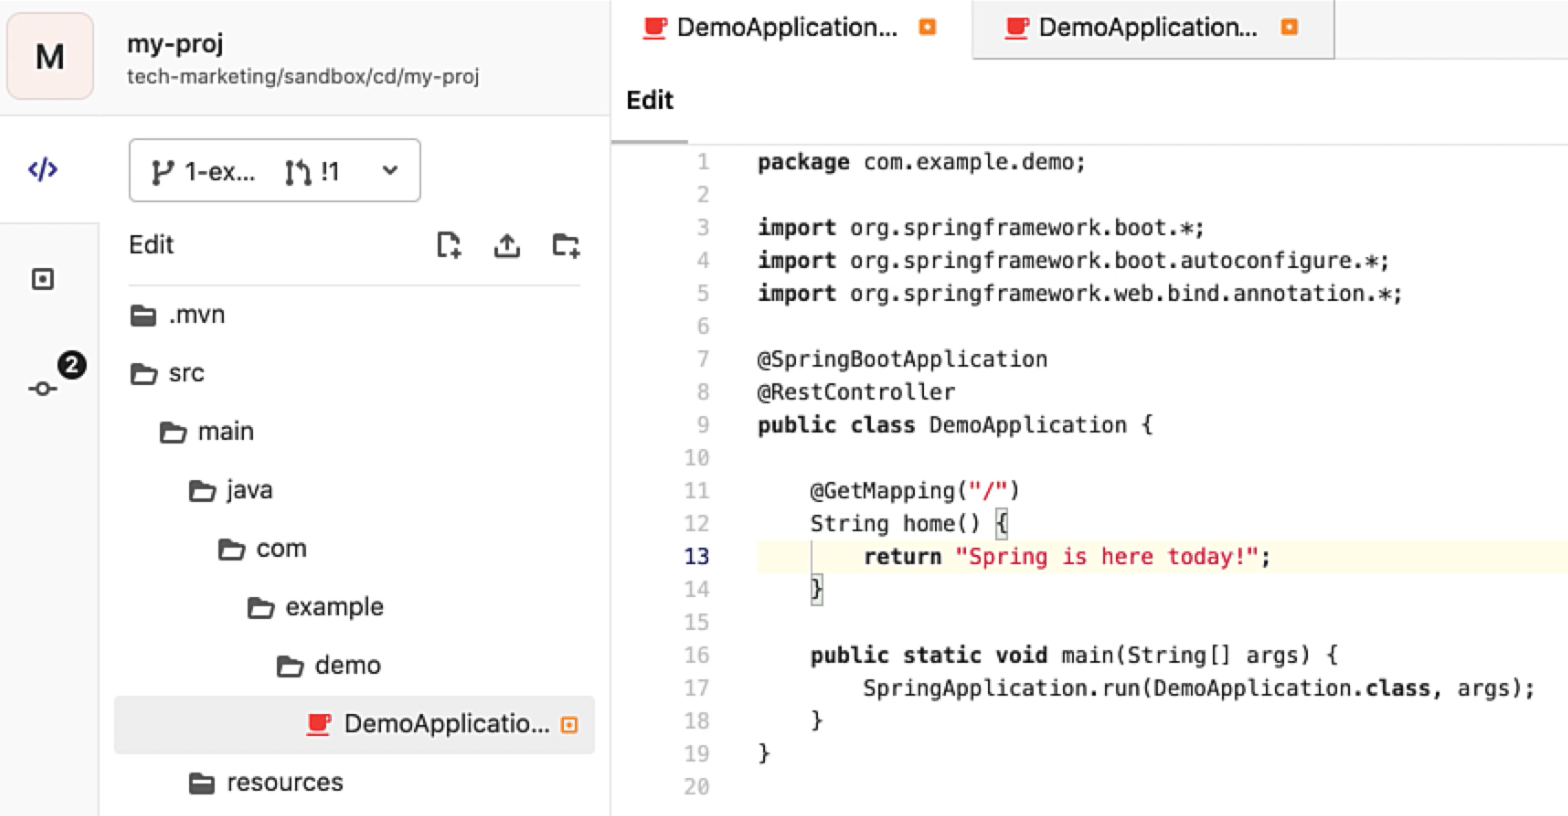 M
my-proj
tech-marketing/sandbox/cd/my-proj
1-ex... !1
Edit
2
.mvn
src
main
java
com
example
demo
DemoApplicatio...
resources
DemoApplication... DemoApplication...
Edit
1 package com.example.demo;
2
3 import org.springframework.boot.*;
4 import org.springframework.boot.autoconfigure.*;
5 import org.springframework.web.bind.annotation.*;
6
7 @SpringBootApplication
8 @RestController
9 public class DemoApplication {
10
11     @GetMapping("/")
12     String home() {
13         return "Spring is here today!";
14     }
15
16     public static void main(String[] args) {
17         SpringApplication.run(DemoApplication.class, args);
18     }
19 }
20